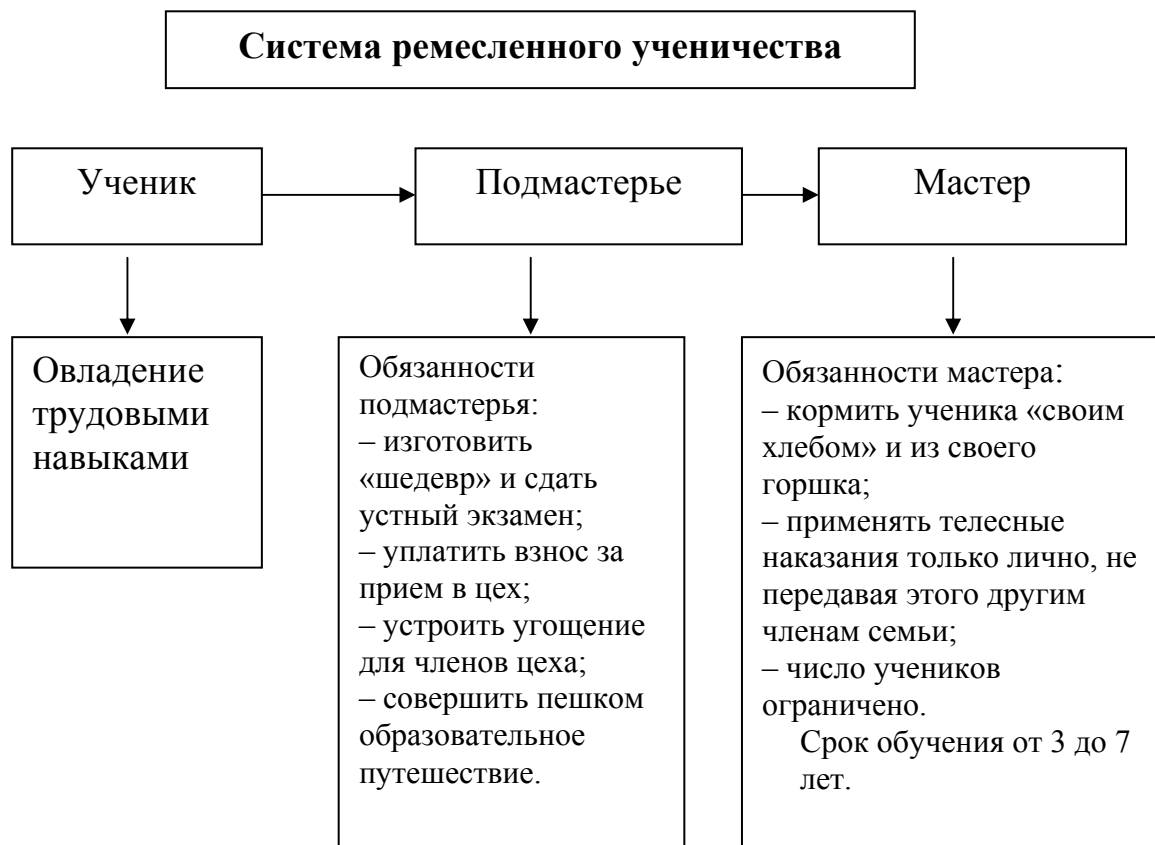 Система ремесленного ученичества
Ученик
Подмастерье
Мастер
Овладение
трудовыми
навыками
Обязанности
подмастерья:
– изготовить
«шедевр» и сдать
устный экзамен;
– уплатить взнос за
прием в цех;
– устроить угощение
для членов цеха;
– совершить пешком
образовательное
путешествие.
Обязанности мастера:
– кормить ученика «своим
хлебом» и из своего
горшка;
– применять телесные
наказания только лично, не
передавая этого другим
членам семьи;
– число учеников
ограничено.
Срок обучения от 3 до 7
лет.